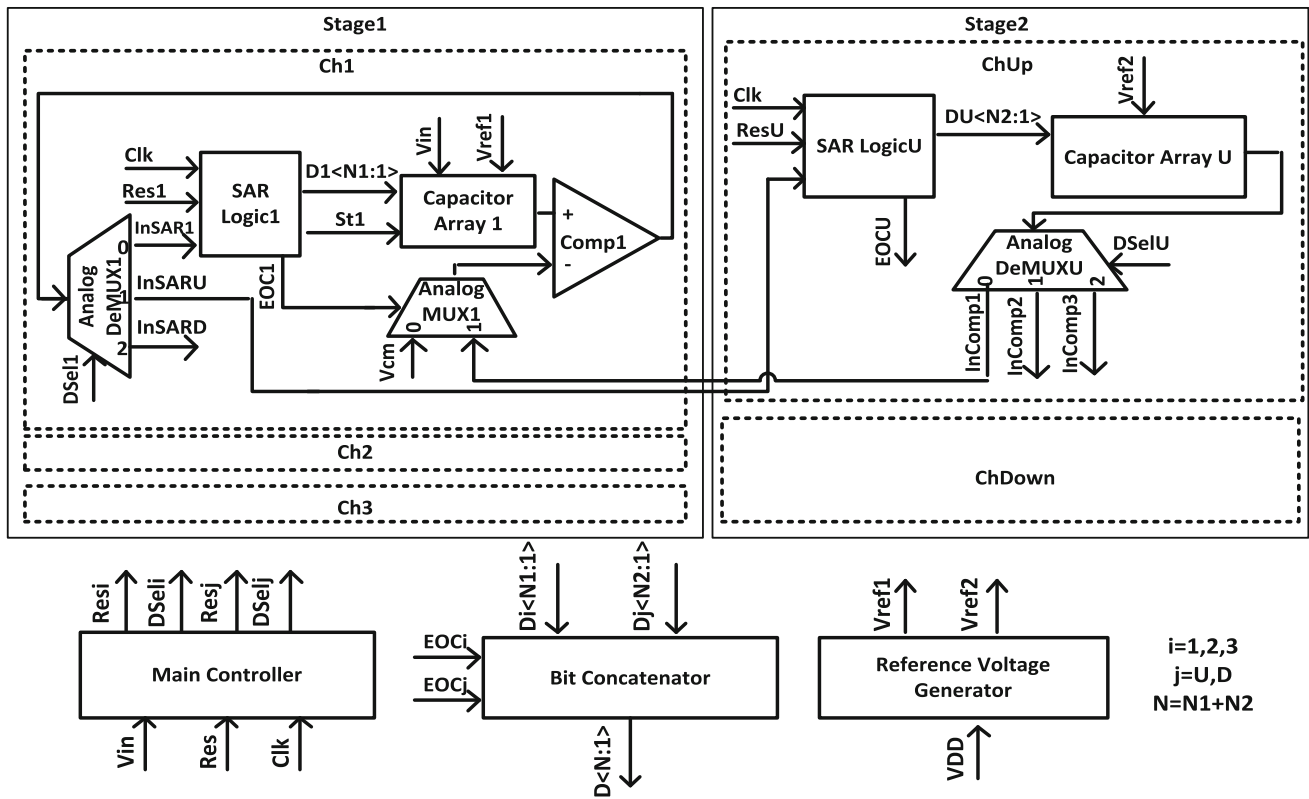 Stage1
Ch1
Clk
Res1
SAR
Logic1
D1<N1:1>
St1
Vin
Vref1
Capacitor
Array 1
+
Comp1
-
InSAR1
InSARU
InSARD
Analog
DeMUX1
0
1
2
DSel1
EOC1
Analog
MUX1
0
1
Vcm
Ch2
Ch3
Stage2
ChUp
Clk
ResU
SAR LogicU
DU<N2:1>
Vref2
Capacitor Array U
EOCU
Analog
DeMUXU
0
1
2
DSelU
InComp1
InComp2
InComp3
ChDown
Resi
DSeli
Resj
DSelj
Main Controller
Vin
Res
Clk
Di<N1:1>
Dj<N2:1>
EOCi
EOCj
Bit Concatenator
D<N:1>
Vref1
Vref2
Reference Voltage
Generator
VDD
i=1,2,3
j=U,D
N=N1+N2